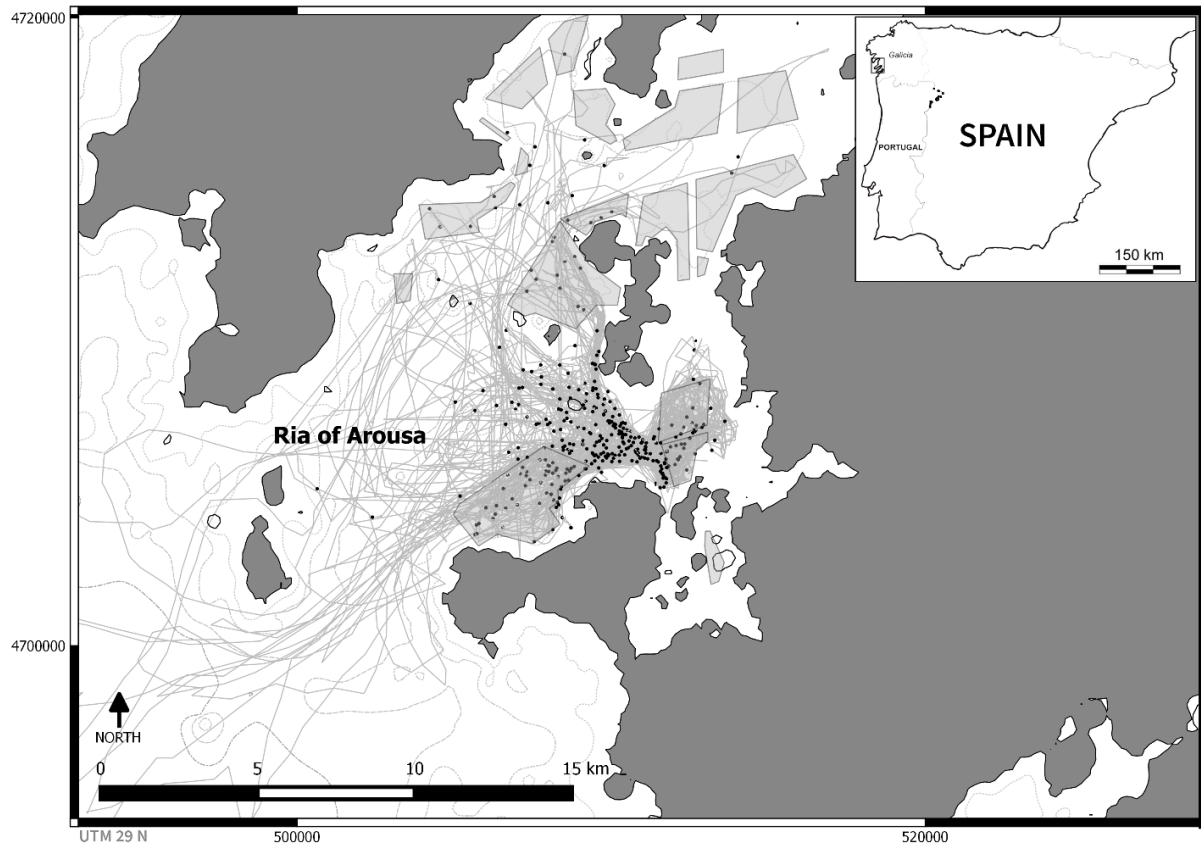 4720000
Galicia
SPAIN
PORTUGAL
150 km
Ria of Arousa
4700000
NORTH
0 5 10 15 km
UTM 29 N
500000 520000